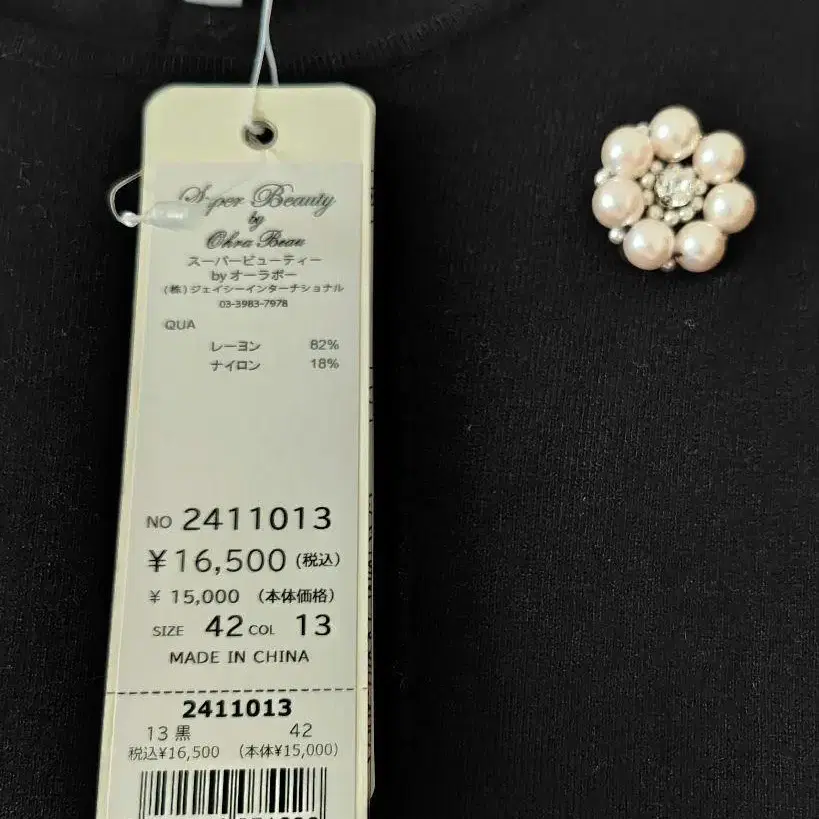 Super Beauty
by
Ohra Beau
スーパービューティー
by オーラボー
(株)ジェイシーインターナショナル
03-3983-7978
QUA
レーヨン 82%
ナイロン 18%
NO 2411013
¥16,500 (税込)
¥ 15,000 (本体価格)
SIZE 42 COL 13
MADE IN CHINA
2411013
13 黒 42
税込¥16,500 (本体¥15,000)